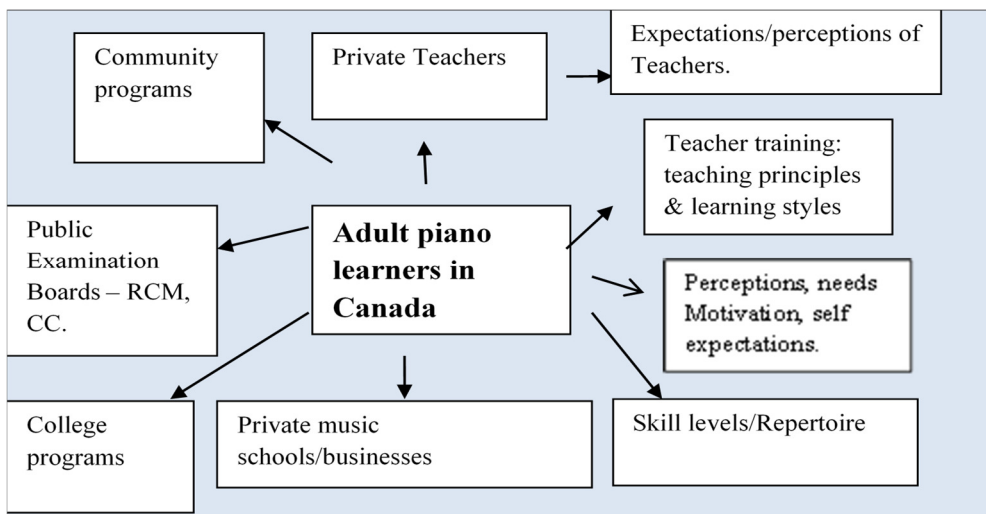 Community
programs
Private Teachers
Expectations/perceptions of
Teachers.
Teacher training:
teaching principles
& learning styles
Public
Examination
Boards – RCM,
CC.
Adult piano
learners in
Canada
Perceptions, needs
Motivation, self
expectations.
College
programs
Private music
schools/businesses
Skill levels/Repertoire